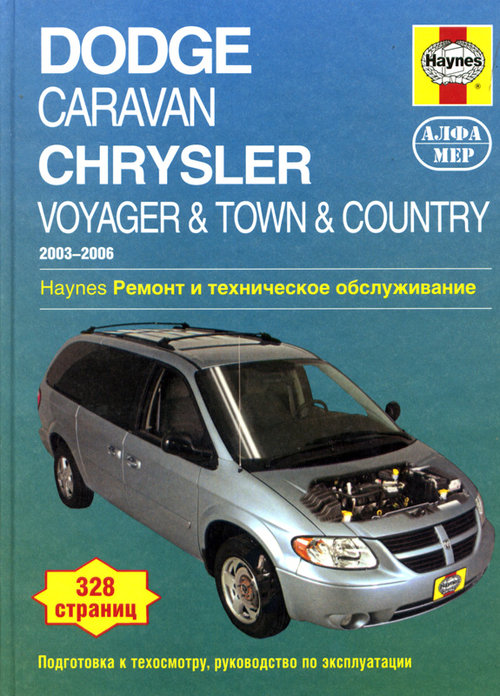 DODGE
CARAVAN
CHRYSLER
VOYAGER & TOWN & COUNTRY
2003–2006
Haynes Ремонт и техническое обслуживание
Haynes
®
АЛФА
МЕР
328
страниц
Haynes
Подготовка к техосмотру, руководство по эксплуатации